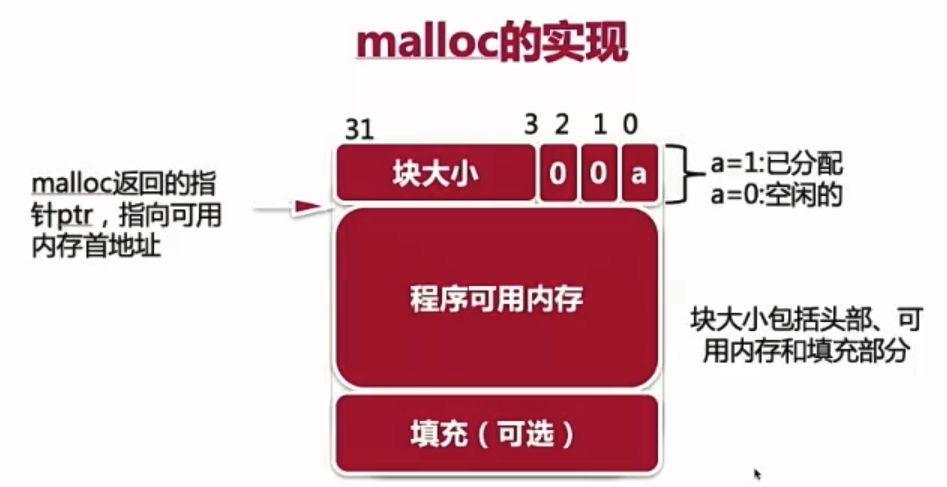 malloc的实现
31 3 2 1 0
块大小 0 0 a
a=1:已分配
a=0:空闲的
malloc返回的指
针ptr，指向可用
内存首地址
程序可用内存
块大小包括头部、可
用内存和填充部分
填充（可选）